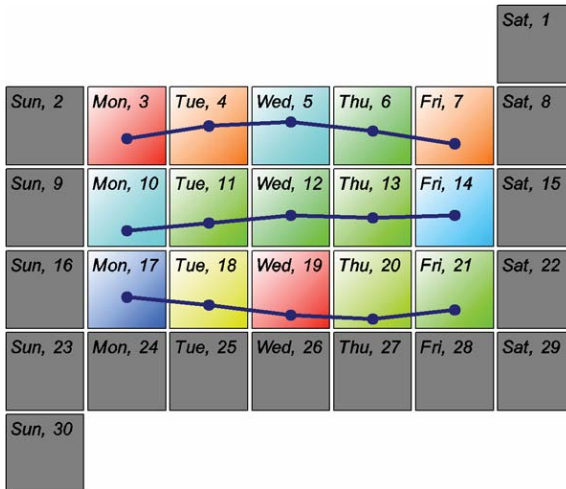 Sat, 1
Sun, 2 Mon, 3 Tue, 4 Wed, 5 Thu, 6 Fri, 7 Sat, 8
Sun, 9 Mon, 10 Tue, 11 Wed, 12 Thu, 13 Fri, 14 Sat, 15
Sun, 16 Mon, 17 Tue, 18 Wed, 19 Thu, 20 Fri, 21 Sat, 22
Sun, 23 Mon, 24 Tue, 25 Wed, 26 Thu, 27 Fri, 28 Sat, 29
Sun, 30